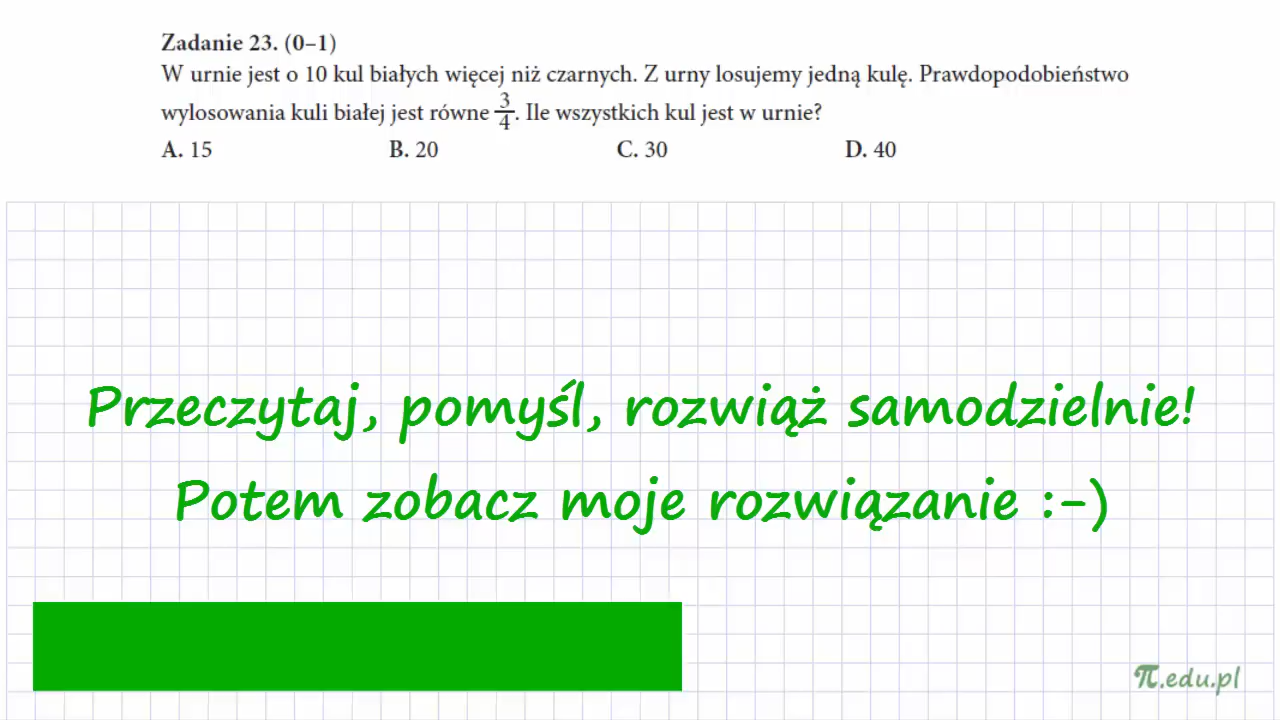 Zadanie 23. (0–1)
W urnie jest o 10 kul białych więcej niż czarnych. Z urny losujemy jedną kulę. Prawdopodobieństwo
wylosowania kuli białej jest równe 3/4. Ile wszystkich kul jest w urnie?
A. 15 B. 20 C. 30 D. 40
Przeczytaj, pomyśl, rozwiąż samodzielnie!
Potem zobacz moje rozwiązanie :-)
π.edu.pl